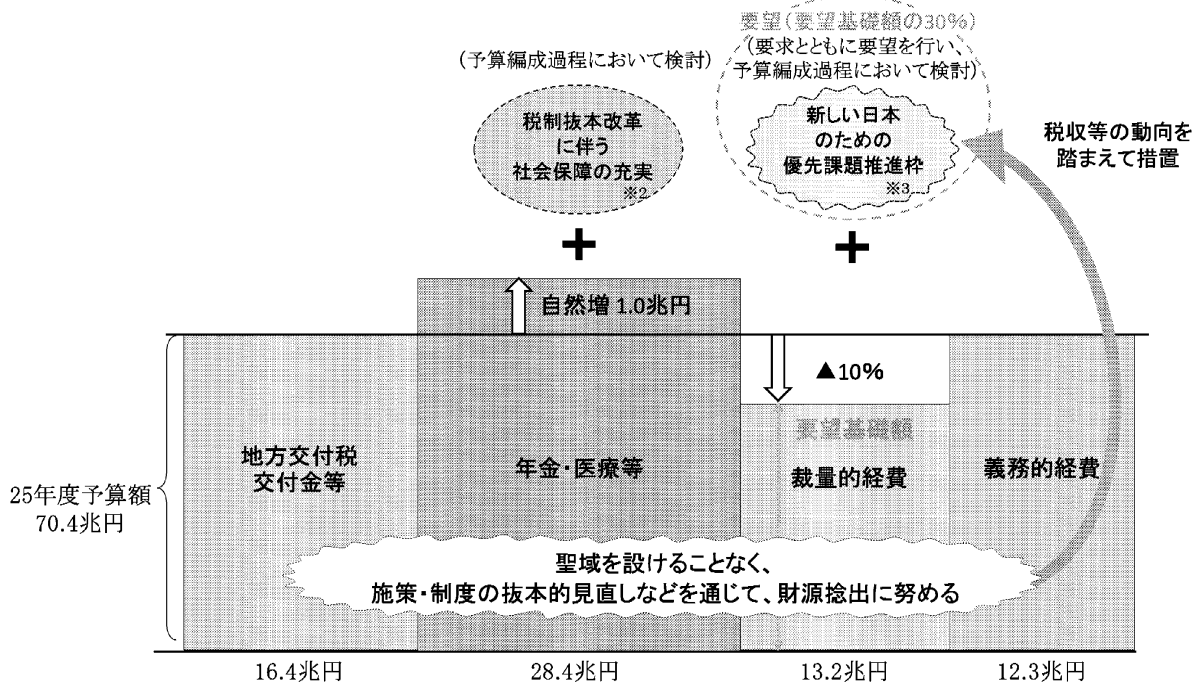 要望(要望基礎額の30%)
(要求とともに要望を行い、
予算編成過程において検討)
(予算編成過程において検討)
税制抜本改革
に伴う
社会保障の充実
※2
新しい日本
のための
優先課題推進枠
※3
税収等の動向を
踏まえて措置
+
+
自然増 1.0兆円
▲10%
要望基礎額
地方交付税
交付金等
年金・医療等
裁量的経費
義務的経費
25年度予算額
70.4兆円
聖域を設けることなく、
施策・制度の抜本的見直しなどを通じて、財源捻出に努める
16.4兆円
28.4兆円
13.2兆円
12.3兆円